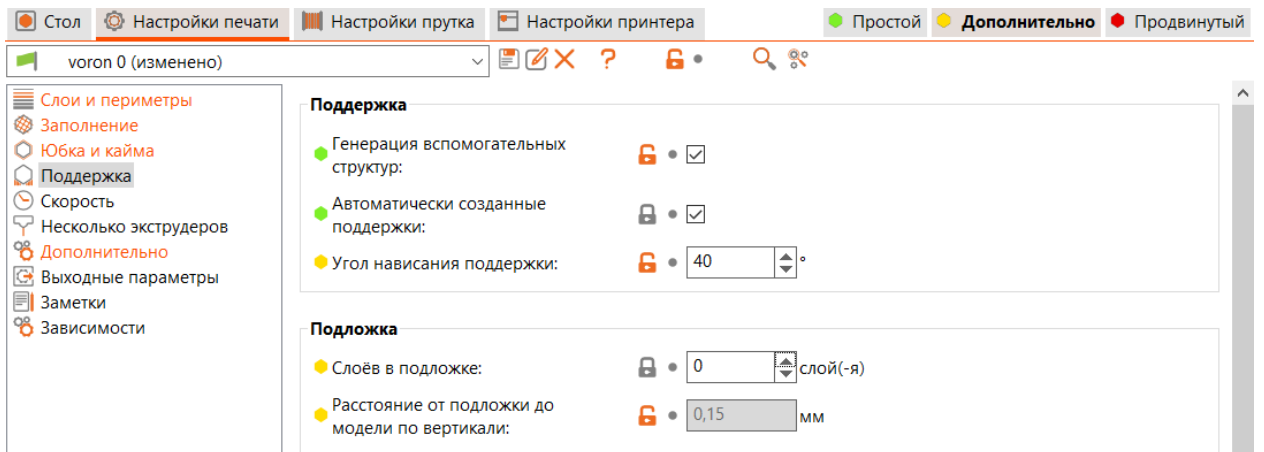 Стол Настройки печати Настройки прутка Настройки принтера Простой Дополнительно Продвинутый
voron 0 (изменено) ?
Слои и периметры
Заполнение
Юбка и кайма
Поддержка
Скорость
Несколько экструдеров
Дополнительно
Выходные параметры
Заметки
Зависимости
Поддержка
Генерация вспомогательных
структур:
Автоматически созданные
поддержки:
Угол нависания поддержки: 40 °
Подложка
Слоёв в подложке: 0 слой(-я)
Расстояние от подложки до
модели по вертикали: 0,15 мм